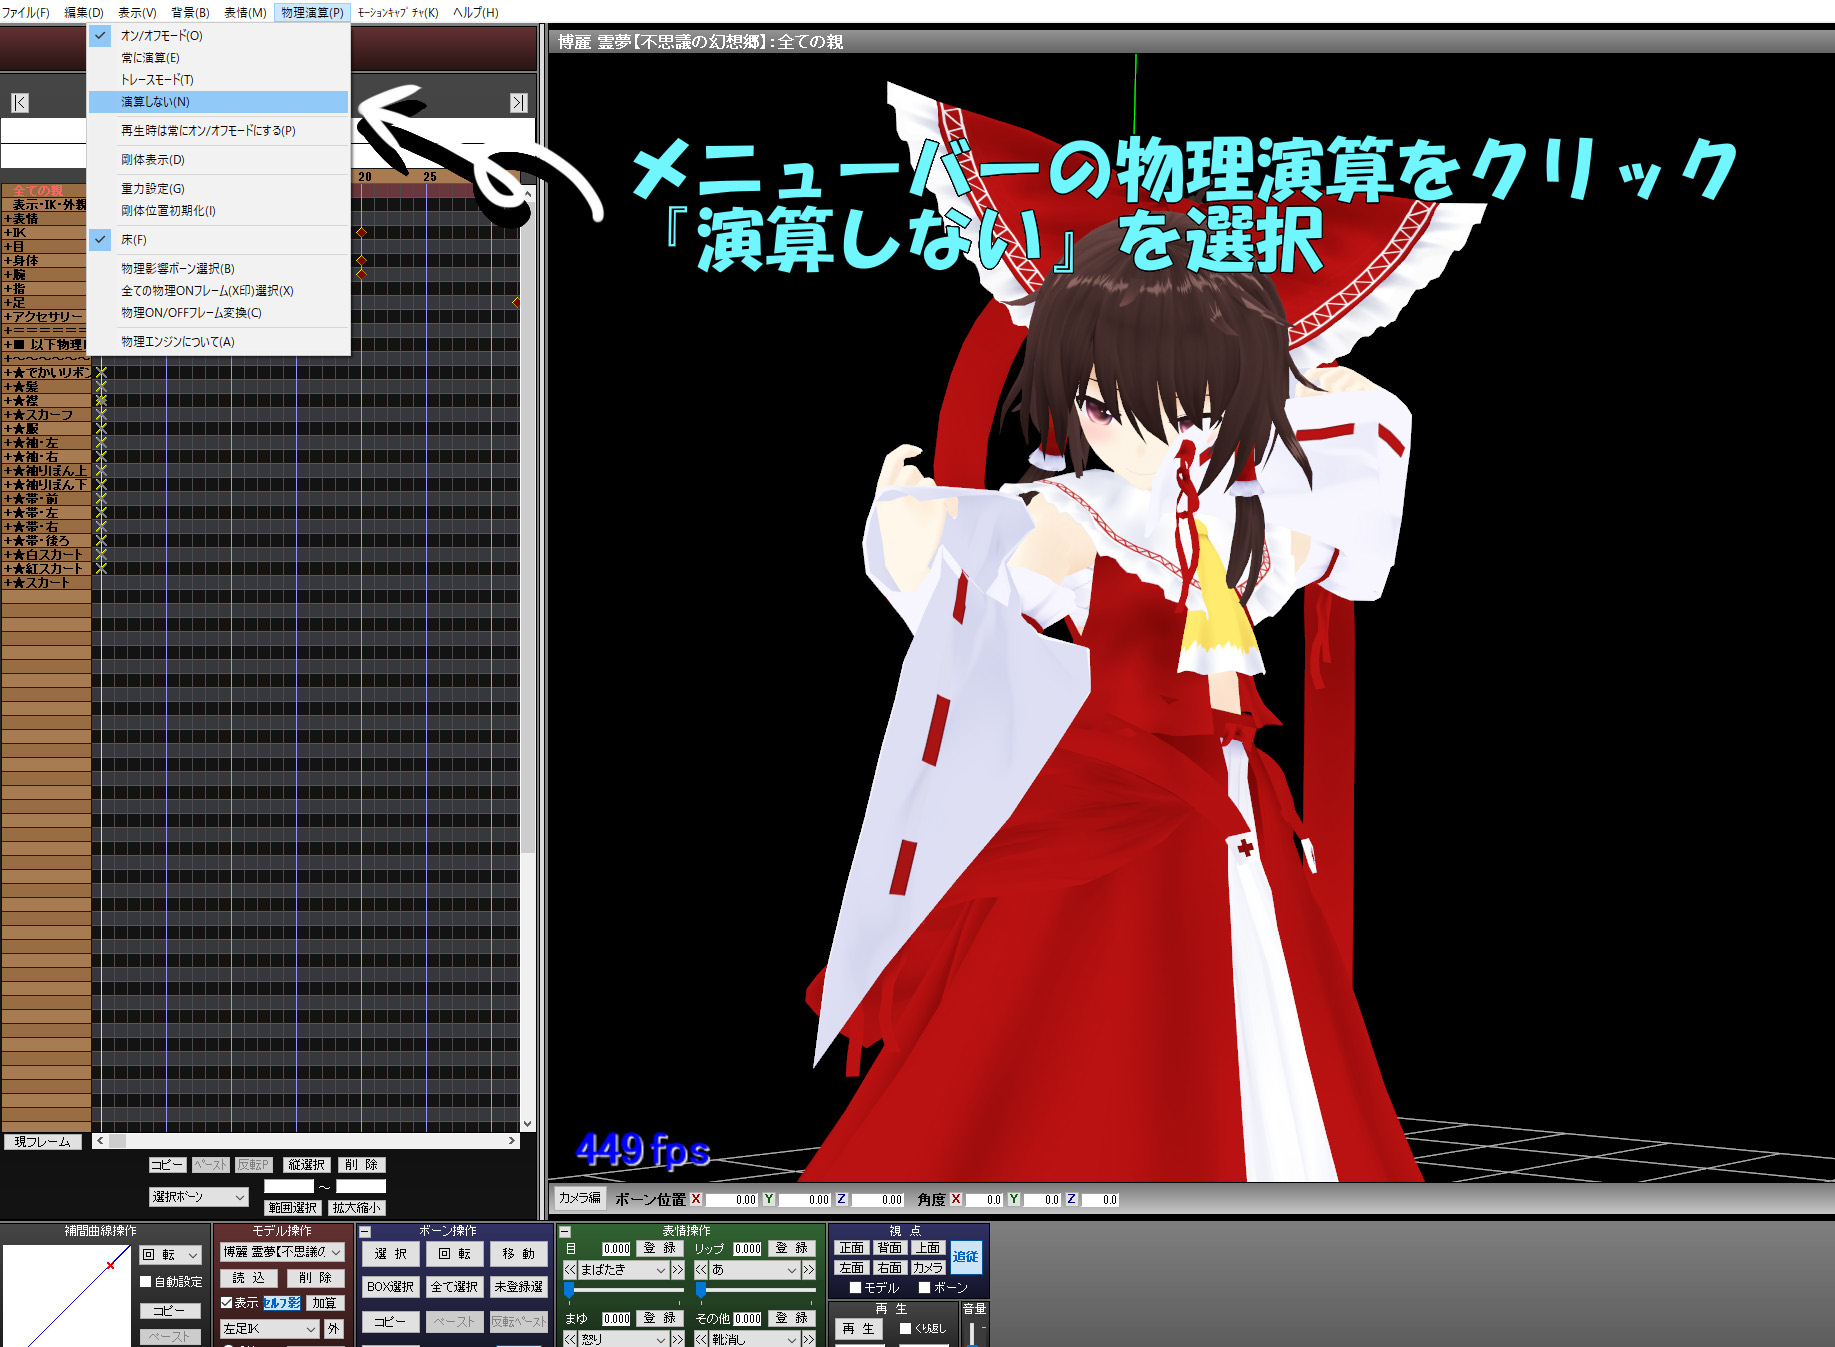 ファイル(F) 編集(D) 表示(V) 背景(B) 表情(M) 物理演算(P) モーションキャプチャ(K) ヘルプ(H)
オン/オフモード(O)
常に演算(E)
トレースモード(T)
演算しない(N)
再生時は常にオン/オフモードにする(P)
剛体表示(D)
重力設定(G)
剛体位置初期化(I)
床(F)
物理影響ボーン選択(B)
全ての物理ONフレーム(X印)選択(X)
物理ON/OFFフレーム変換(C)
物理エンジンについて(A)
博麗 霊夢【不思議の幻想郷】:全ての親
メニューバーの物理演算をクリック
『演算しない』を選択
20 25
全ての親
表示・IK・外親
+表情
+IK
+目
+身体
+腕
+指
+足
+アクセサリー
+======
+■ 以下物理
+~~~~~~
+★でかいリボン
+★髪
+★襟
+★スカーフ
+★服
+★袖・左
+★袖・右
+★袖りぼん上
+★袖りぼん下
+★帯・前
+★帯・左
+★帯・右
+★帯・後ろ
+★白スカート
+★紅スカート
+★スカート
現フレーム
コピー ペースト 反転P 縦選択 削 除
選択ボーン ~
範囲選択 拡大縮小
449 fps
カメラ編 ボーン位置 X 0.00 Y 0.00 Z 0.00 角度 X 0.0 Y 0.0 Z 0.0
補間曲線操作
回 転
自動設定
コピー
ペースト
モデル操作
博麗 霊夢【不思議の
読 込 削 除
表示 セルフ影 加算
左足IK 外
ボーン操作
選 択 回 転 移 動
BOX選択 全て選択 未登録選
コピー ペースト 反転ペースト
表情操作
目 0.000 登 録 リップ 0.000 登 録
まばたき あ
まゆ 0.000 登 録 その他 0.000 登 録
怒り 靴消し
視 点
正面 背面 上面 追従
左面 右面 カメラ
モデル ボーン
再 生 音量
再 生 くり返し